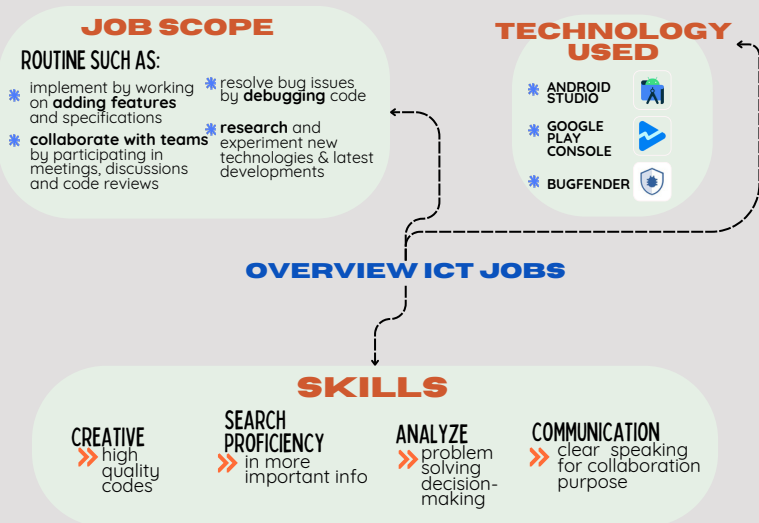 JOB SCOPE
ROUTINE SUCH AS:
implement by working
on adding features
and specifications
collaborate with teams
by participating in
meetings, discussions
and code reviews
resolve bug issues
by debugging code
research and
experiment new
technologies & latest
developments
TECHNOLOGY
USED
ANDROID
STUDIO
GOOGLE
PLAY
CONSOLE
BUGFENDER
OVERVIEW ICT JOBS
SKILLS
CREATIVE
high
quality
codes
SEARCH
PROFICIENCY
in more
important info
ANALYZE
problem
solving
decision-
making
COMMUNICATION
clear speaking
for collaboration
purpose